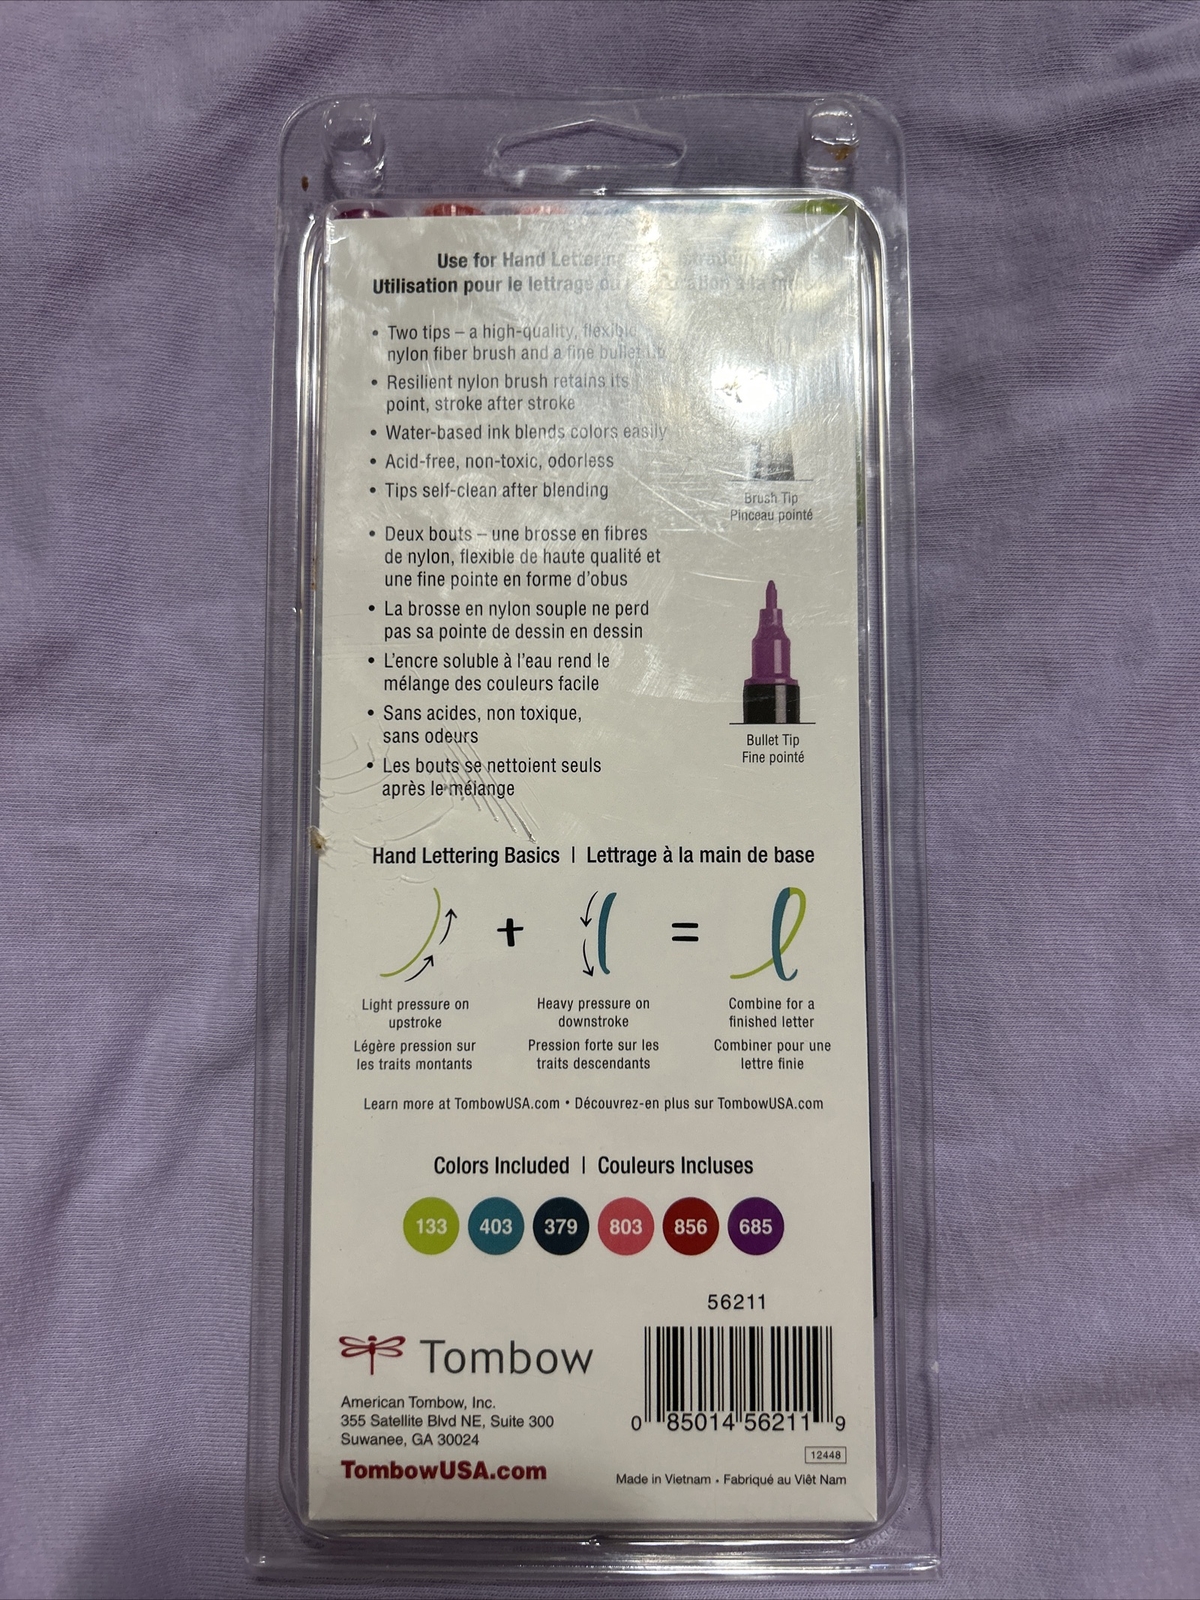 Use for Hand Lettering
Utilisation pour le lettrage ou
• Two tips – a high-quality, flexible
nylon fiber brush and a fine bullet tip
• Resilient nylon brush retains its
point, stroke after stroke
• Water-based ink blends colors easily
• Acid-free, non-toxic, odorless
• Tips self-clean after blending
Brush Tip
Pinceau pointé
• Deux bouts – une brosse en fibres
de nylon, flexible de haute qualité et
une fine pointe en forme d'obus
• La brosse en nylon souple ne perd
pas sa pointe de dessin en dessin
• L'encre soluble à l'eau rend le
mélange des couleurs facile
• Sans acides, non toxique,
sans odeurs
• Les bouts se nettoient seuls
après le mélange
Bullet Tip
Fine pointé
Hand Lettering Basics | Lettrage à la main de base
+ =
Light pressure on
upstroke
Légère pression sur
les traits montants
Heavy pressure on
downstroke
Pression forte sur les
traits descendants
Combine for a
finished letter
Combiner pour une
lettre finie
Learn more at TombowUSA.com • Découvrez-en plus sur TombowUSA.com
Colors Included | Couleurs Incluses
133 403 379 803 856 685
56211
Tombow
American Tombow, Inc.
355 Satellite Blvd NE, Suite 300
Suwanee, GA 30024
TombowUSA.com
0 85014 56211 9
12448
Made in Vietnam • Fabriqué au Viêt Nam